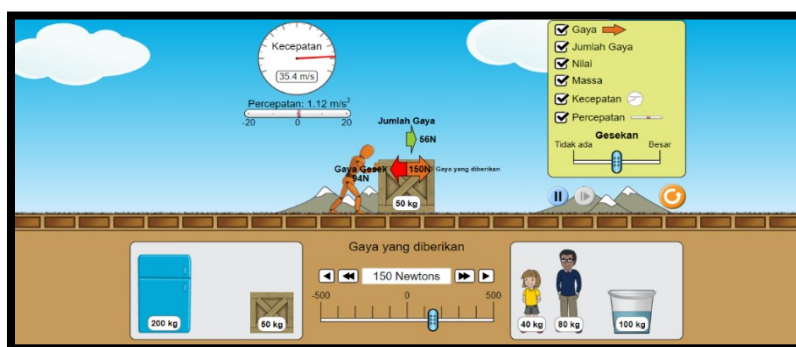 Kecepatan
35.4 m/s
Percepatan: 1.12 m/s²
-20 0 20
Jumlah Gaya
56N
Gaya Gesek
94N
150N
Gaya yang diberikan
50 kg
Gaya
Jumlah Gaya
Nilai
Massa
Kecepatan
Percepatan
Gesekan
Tidak ada Besar
Gaya yang diberikan
150 Newtons
-500 0 500
200 kg
50 kg
40 kg
80 kg
100 kg